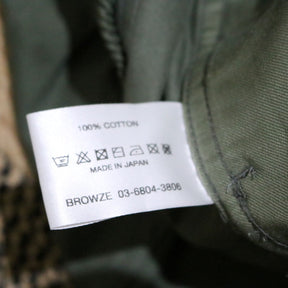 100% COTTON
MADE IN JAPAN
BROWZE 03-6804-3806